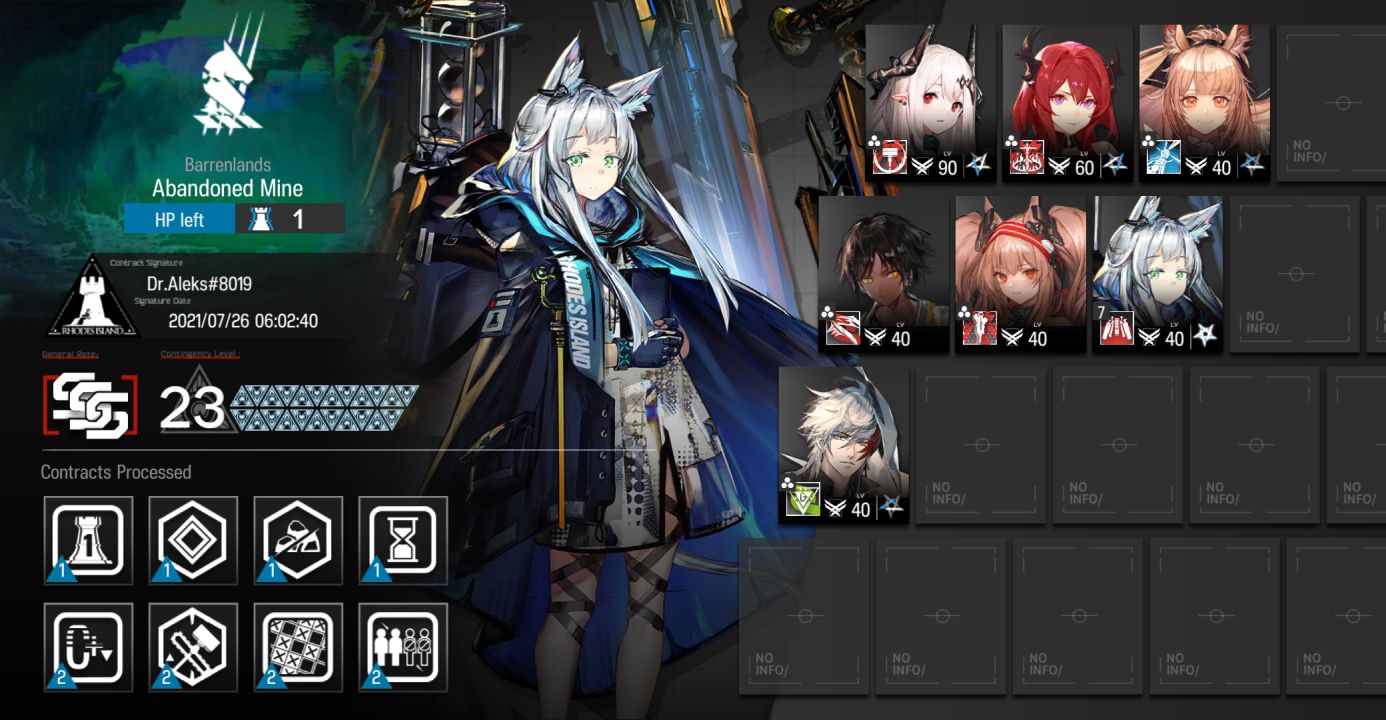 Barrenlands
Abandoned Mine
HP left 1
Contract Signature
Dr.Aleks#8019
Signature Date
2021/07/26 06:02:40
RHODES ISLAND
General Rate:
Contingency Level:
SSS
23
Contracts Processed
1
1 1 1 1
2 2 2 2
RHODES ISLAND
LV
90
LV
60
LV
40
NO
INFO/
LV
40
LV
40
7
LV
40
NO
INFO/
LV
40
NO
INFO/
NO
INFO/
NO
INFO/
NO
INFO/
NO
INFO/
NO
INFO/
NO
INFO/
NO
INFO/
NO
INFO/